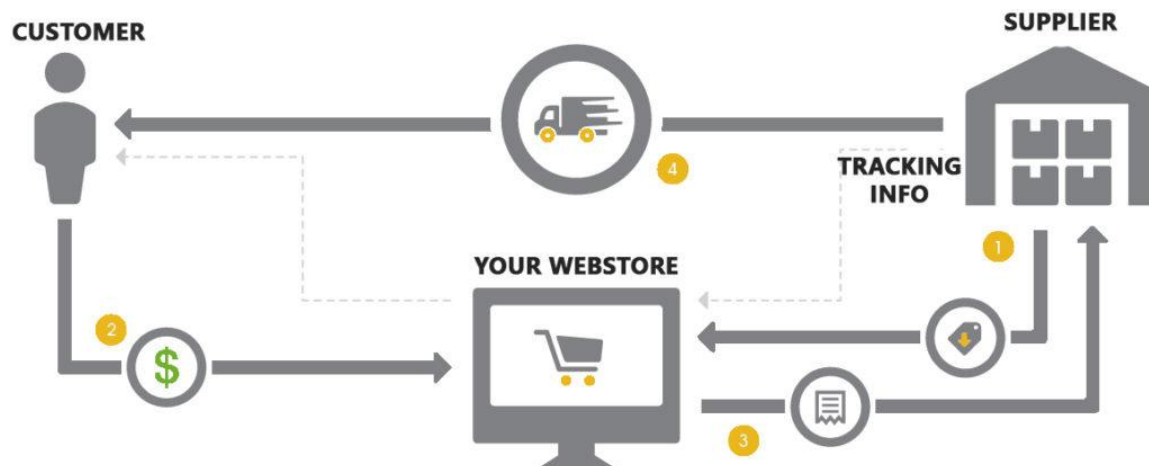 CUSTOMER
SUPPLIER
4
TRACKING
INFO
1
YOUR WEBSTORE
2
$
3